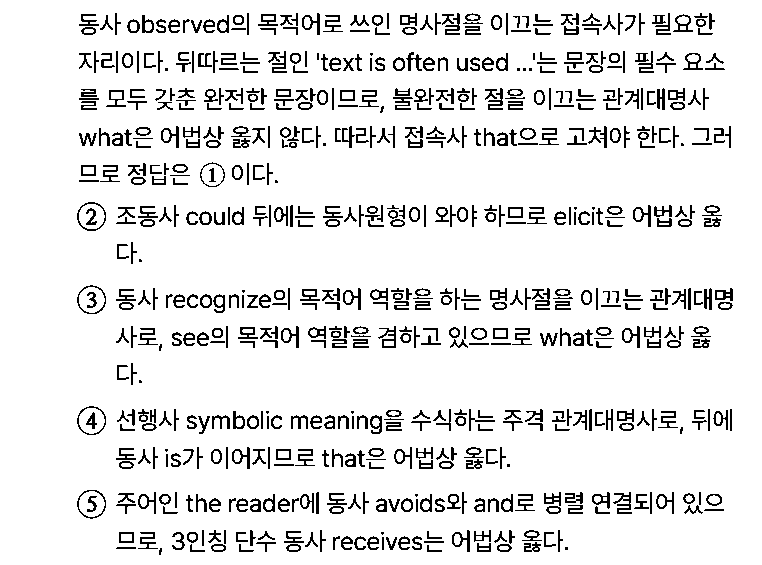 동사 observed의 목적어로 쓰인 명사절을 이끄는 접속사가 필요한
자리이다. 뒤따르는 절인 'text is often used ...'는 문장의 필수 요소
를 모두 갖춘 완전한 문장이므로, 불완전한 절을 이끄는 관계대명사
what은 어법상 옳지 않다. 따라서 접속사 that으로 고쳐야 한다. 그러
므로 정답은 ①이다.
② 조동사 could 뒤에는 동사원형이 와야 하므로 elicit은 어법상 옳
다.
③ 동사 recognize의 목적어 역할을 하는 명사절을 이끄는 관계대명
사로, see의 목적어 역할을 겸하고 있으므로 what은 어법상 옳
다.
④ 선행사 symbolic meaning을 수식하는 주격 관계대명사로, 뒤에
동사 is가 이어지므로 that은 어법상 옳다.
⑤ 주어인 the reader에 동사 avoids와 and로 병렬 연결되어 있으
므로, 3인칭 단수 동사 receives는 어법상 옳다.